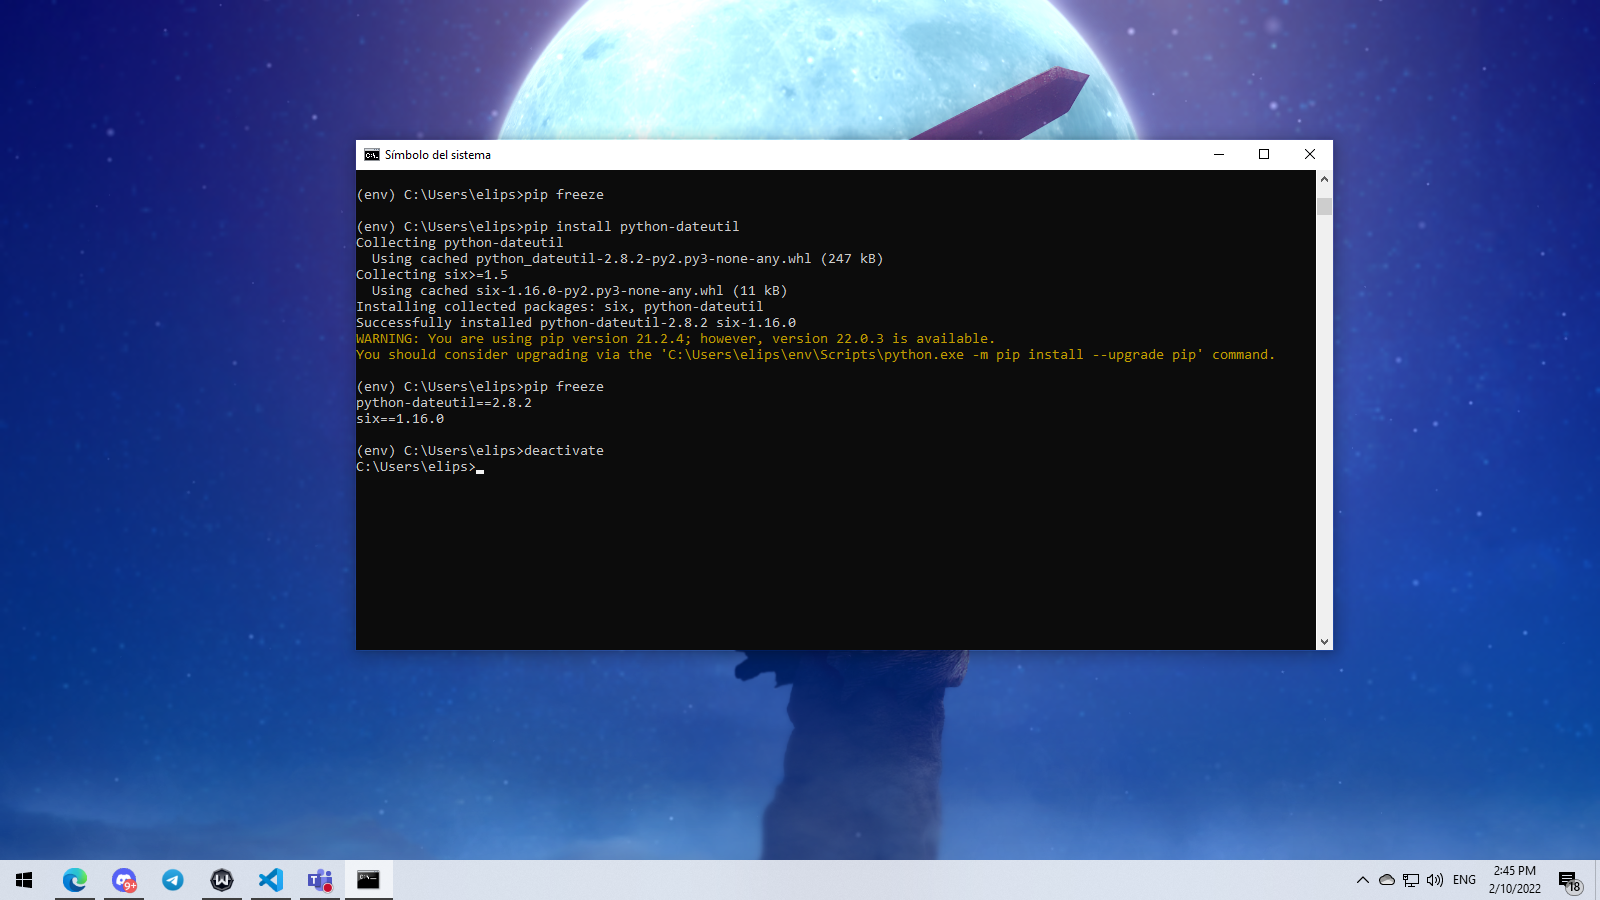 Símbolo del sistema
(env) C:\Users\elips>pip freeze
(env) C:\Users\elips>pip install python-dateutil
Collecting python-dateutil
  Using cached python_dateutil-2.8.2-py2.py3-none-any.whl (247 kB)
Collecting six>=1.5
  Using cached six-1.16.0-py2.py3-none-any.whl (11 kB)
Installing collected packages: six, python-dateutil
Successfully installed python-dateutil-2.8.2 six-1.16.0
WARNING: You are using pip version 21.2.4; however, version 22.0.3 is available.
You should consider upgrading via the 'C:\Users\elips\env\Scripts\python.exe -m pip install --upgrade pip' command.
(env) C:\Users\elips>pip freeze
python-dateutil==2.8.2
six==1.16.0
(env) C:\Users\elips>deactivate
C:\Users\elips>
9+
ENG
2:45 PM
2/10/2022
18